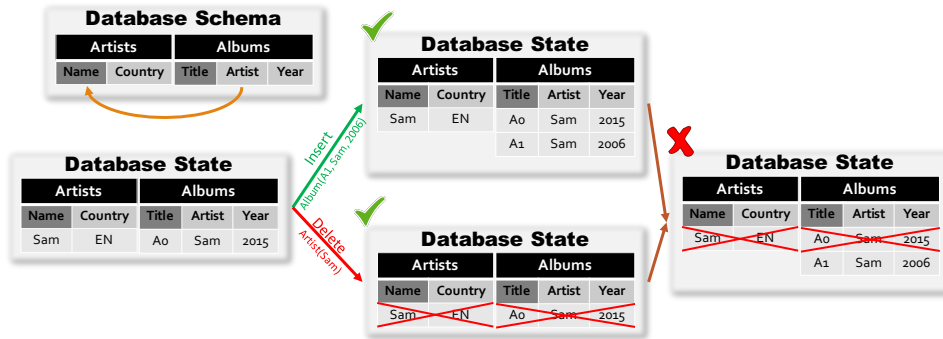 Database Schema
Artists Albums
Name Country Title Artist Year
Database State
Artists Albums
Name Country Title Artist Year
Sam EN A0 Sam 2015
Insert
Album(A1, Sam, 2006)
Delete
Artist(Sam)
Database State
Artists Albums
Name Country Title Artist Year
Sam EN A0 Sam 2015
A1 Sam 2006
Database State
Artists Albums
Name Country Title Artist Year
Sam EN A0 Sam 2015
Database State
Artists Albums
Name Country Title Artist Year
Sam EN A0 Sam 2015
A1 Sam 2006